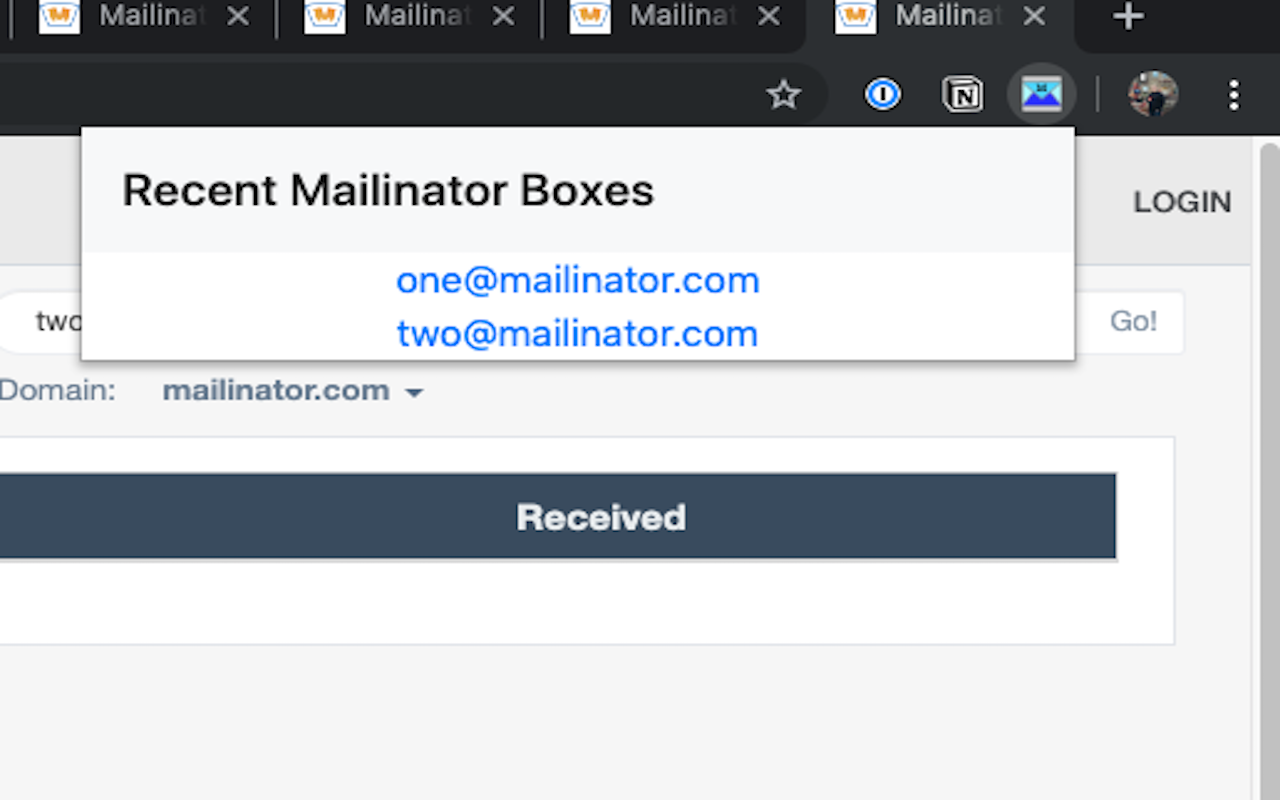 Mailinat Mailinat Mailinat Mailinat
Recent Mailinator Boxes
LOGIN
one@mailinator.com
two@mailinator.com
two Go!
Domain: mailinator.com
Received